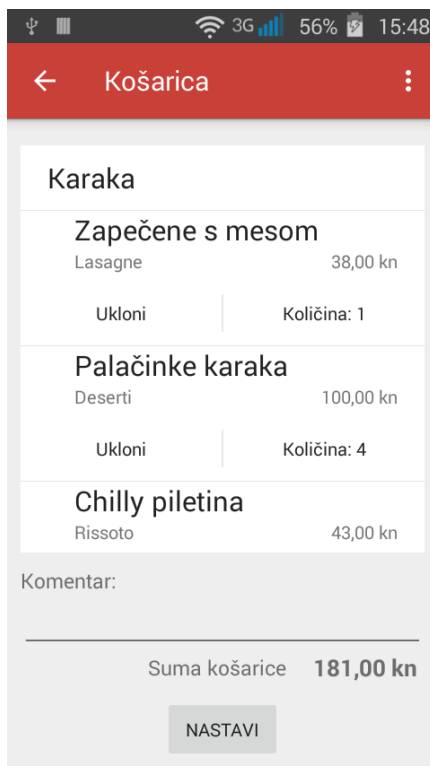 3G 56% 15:48
Košarica
Karaka
Zapečene s mesom
Lasagne 38,00 kn
Ukloni Količina: 1
Palačinke karaka
Deserti 100,00 kn
Ukloni Količina: 4
Chilly piletina
Rissoto 43,00 kn
Komentar:
Suma košarice 181,00 kn
NASTAVI